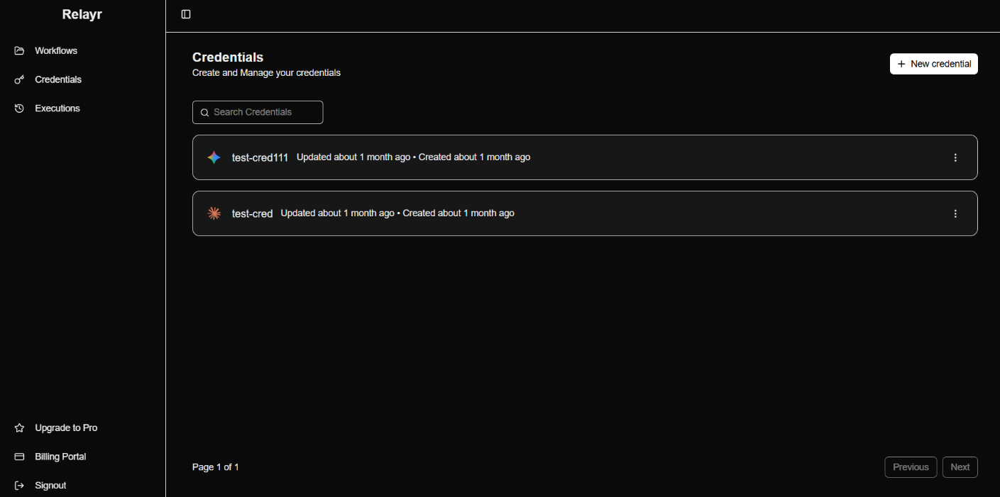 Relayr
Workflows
Credentials
Executions
Upgrade to Pro
Billing Portal
Signout
Credentials
Create and Manage your credentials
New credential
Search Credentials
test-cred111 Updated about 1 month ago • Created about 1 month ago
test-cred Updated about 1 month ago • Created about 1 month ago
Page 1 of 1
Previous
Next